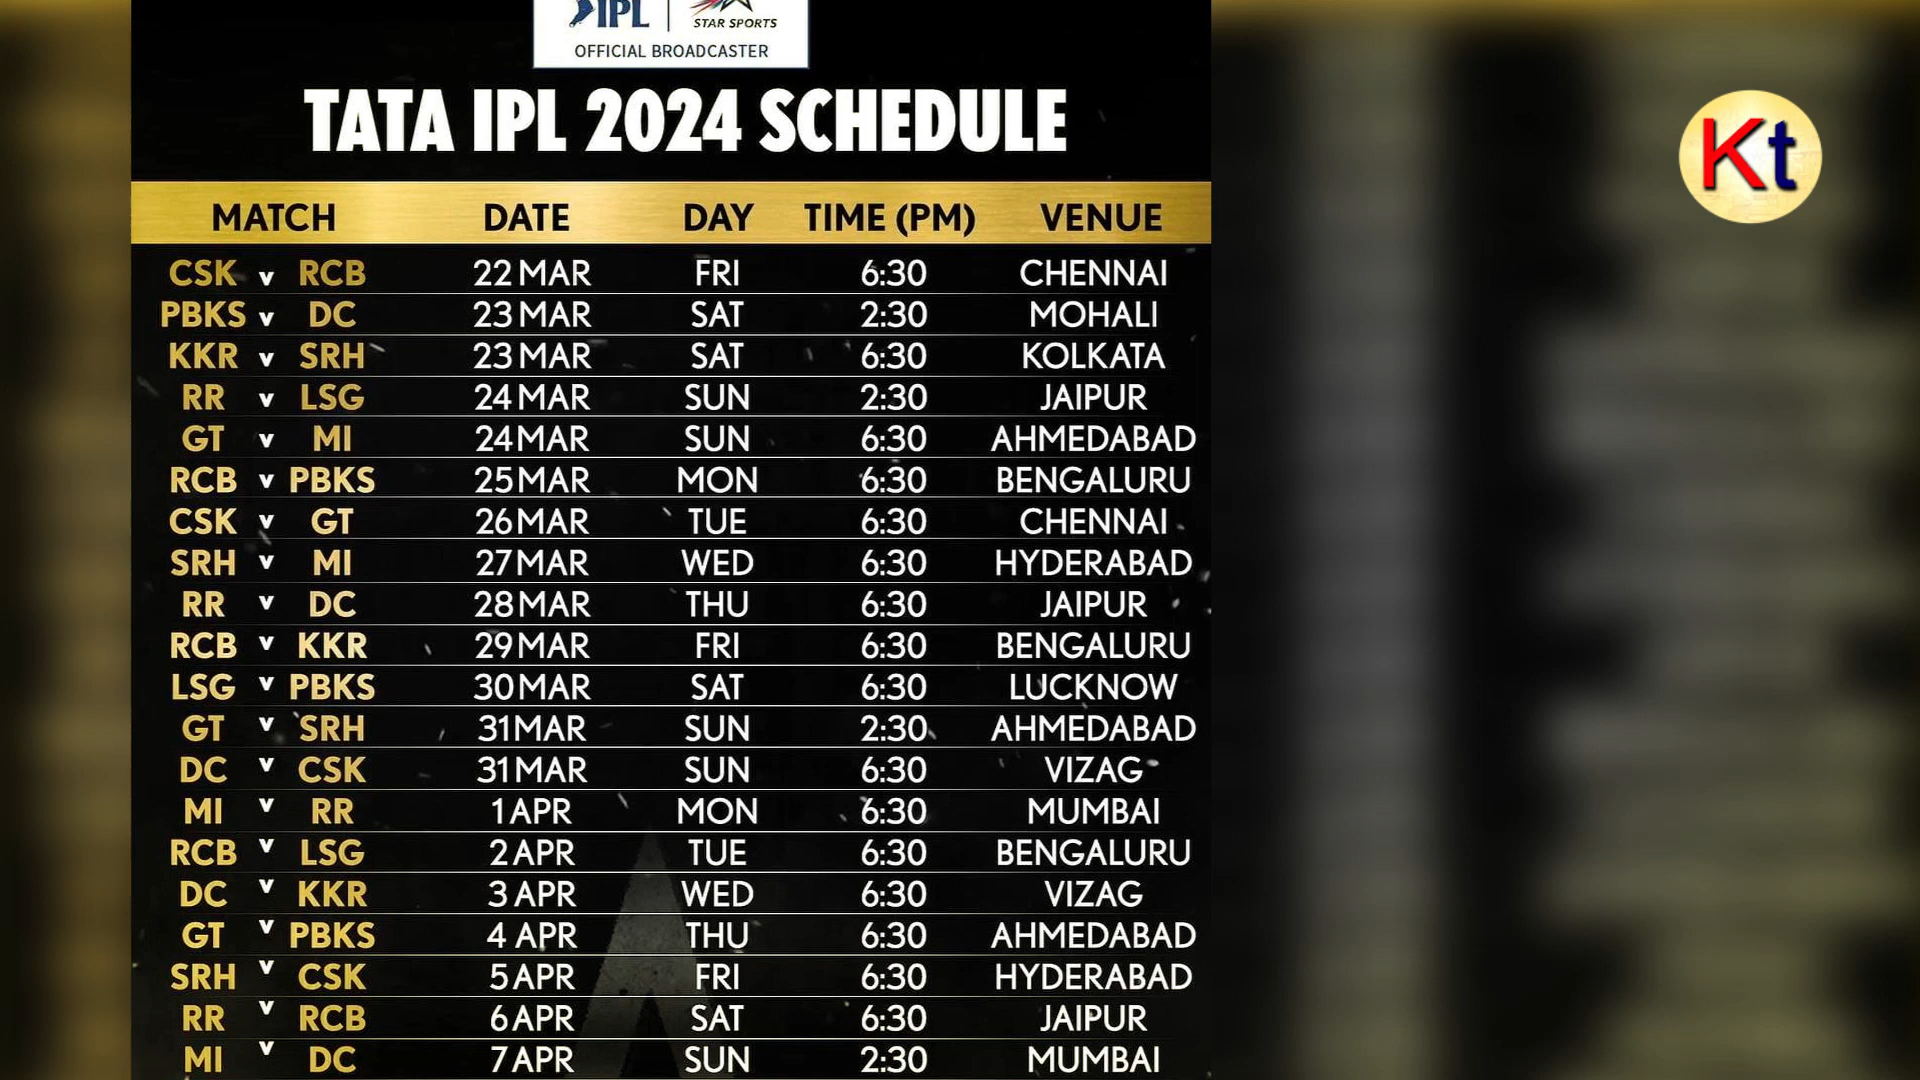 IPL STAR SPORTS
OFFICIAL BROADCASTER
TATA IPL 2024 SCHEDULE
Kt
MATCH DATE DAY TIME (PM) VENUE
CSK v RCB 22 MAR FRI 6:30 CHENNAI
PBKS v DC 23 MAR SAT 2:30 MOHALI
KKR v SRH 23 MAR SAT 6:30 KOLKATA
RR v LSG 24 MAR SUN 2:30 JAIPUR
GT v MI 24 MAR SUN 6:30 AHMEDABAD
RCB v PBKS 25 MAR MON 6:30 BENGALURU
CSK v GT 26 MAR TUE 6:30 CHENNAI
SRH v MI 27 MAR WED 6:30 HYDERABAD
RR v DC 28 MAR THU 6:30 JAIPUR
RCB v KKR 29 MAR FRI 6:30 BENGALURU
LSG v PBKS 30 MAR SAT 6:30 LUCKNOW
GT v SRH 31 MAR SUN 2:30 AHMEDABAD
DC v CSK 31 MAR SUN 6:30 VIZAG
MI v RR 1 APR MON 6:30 MUMBAI
RCB v LSG 2 APR TUE 6:30 BENGALURU
DC v KKR 3 APR WED 6:30 VIZAG
GT v PBKS 4 APR THU 6:30 AHMEDABAD
SRH v CSK 5 APR FRI 6:30 HYDERABAD
RR v RCB 6 APR SAT 6:30 JAIPUR
MI v DC 7 APR SUN 2:30 MUMBAI